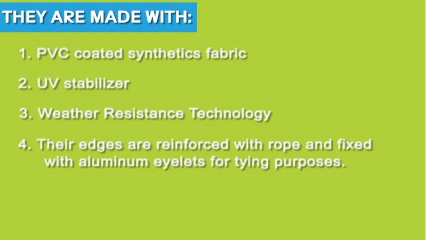 THEY ARE MADE WITH:
1. PVC coated synthetics fabric
2. UV stabilizer
3. Weather Resistance Technology
4. Their edges are reinforced with rope and fixed
with aluminum eyelets for tying purposes.